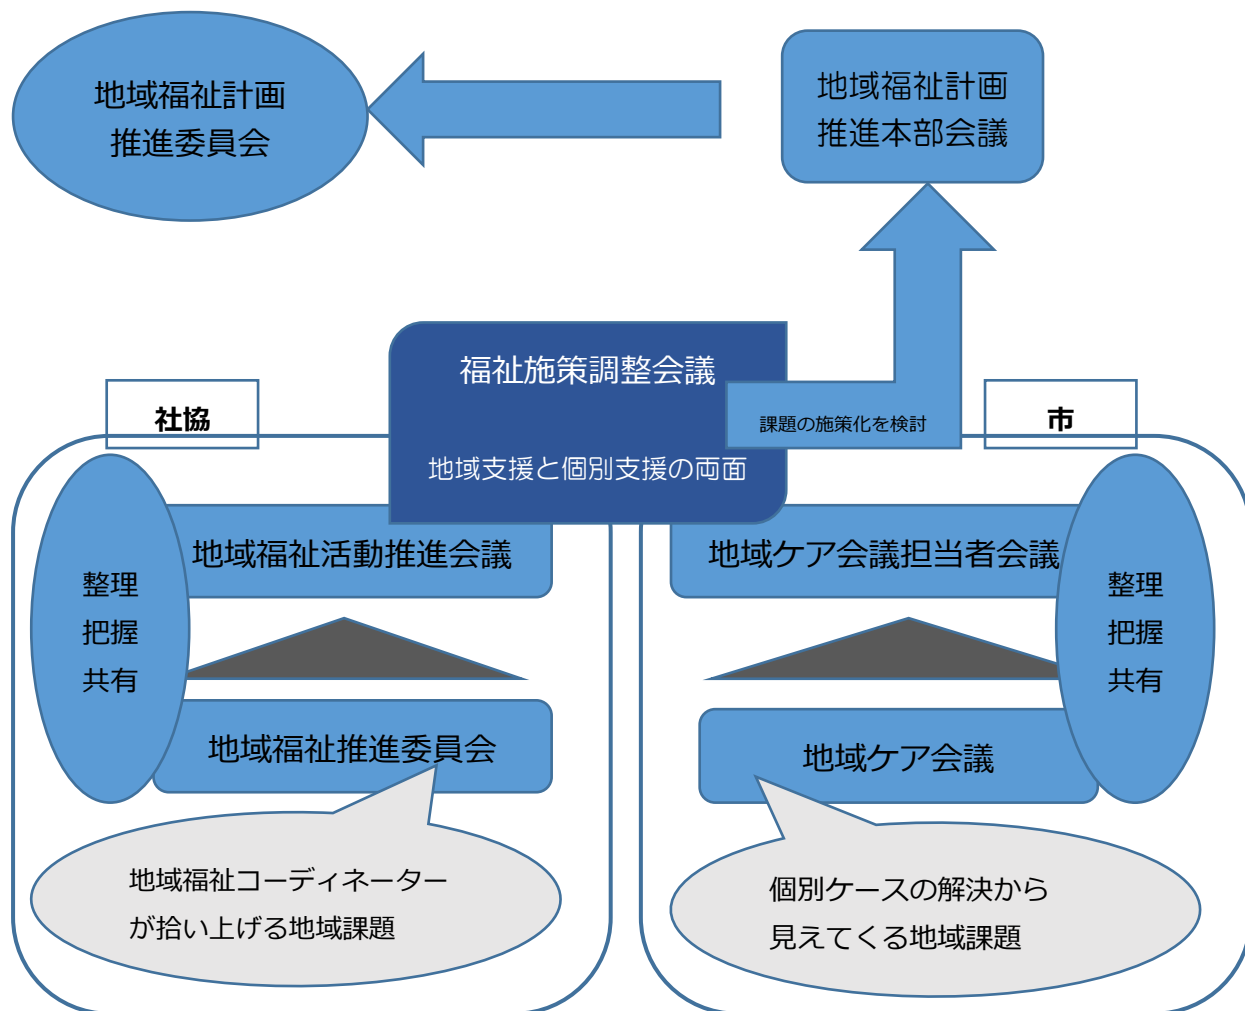 地域福祉計画
推進委員会
地域福祉計画
推進本部会議
福祉施策調整会議
地域支援と個別支援の両面
課題の施策化を検討
社協
市
地域福祉活動推進会議
整理
把握
共有
地域福祉推進委員会
地域福祉コーディネーター
が拾い上げる地域課題
地域ケア会議担当者会議
整理
把握
共有
地域ケア会議
個別ケースの解決から
見えてくる地域課題